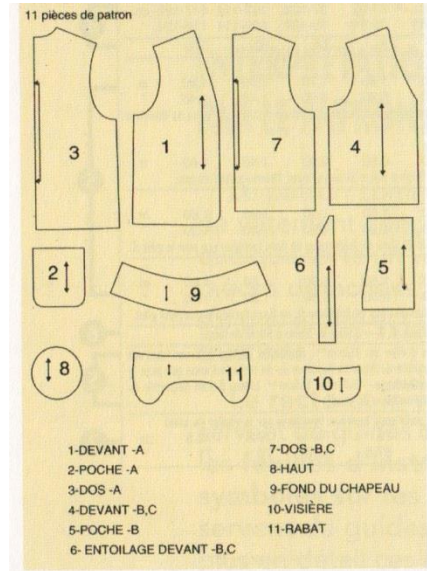 11 pièces de patron
3
1
7
4
2
9
6
5
8
11
10
1-DEVANT -A
2-POCHE -A
3-DOS -A
4-DEVANT -B,C
5-POCHE -B
6- ENTOILAGE DEVANT -B,C
7-DOS -B,C
8-HAUT
9-FOND DU CHAPEAU
10-VISIÈRE
11-RABAT